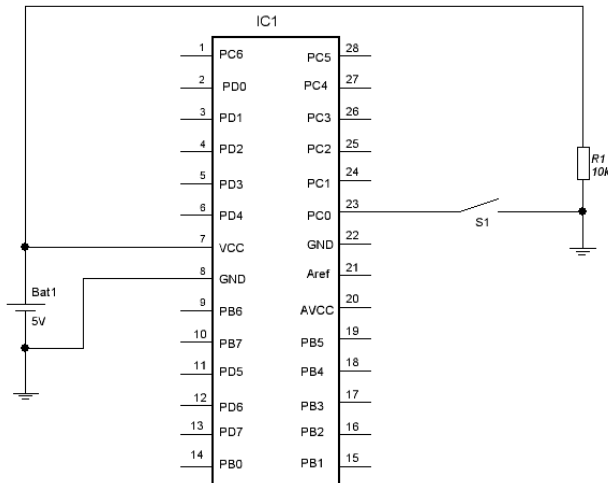 IC1
1 PC6 PC5 28
2 PD0 PC4 27
3 PD1 PC3 26
4 PD2 PC2 25
5 PD3 PC1 24
6 PD4 PC0 23
7 VCC GND 22
8 GND Aref 21
9 PB6 AVCC 20
10 PB7 PB5 19
11 PD5 PB4 18
12 PD6 PB3 17
13 PD7 PB2 16
14 PB0 PB1 15
R1
10k
S1
Bat1
5V